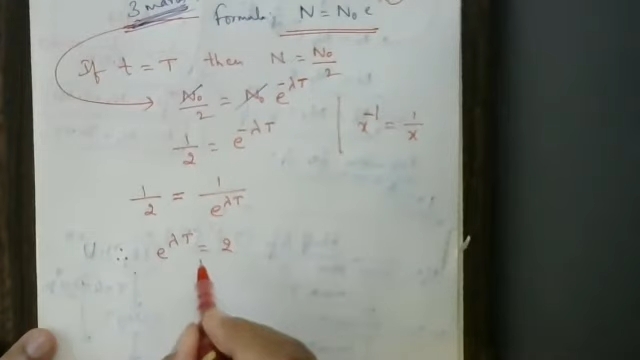 3 mark
formula: N = N₀ e
If t = T, then N = N₀/2
N₀/2 = N₀ e^-λT
1/2 = e^-λT | x^-1 = 1/x
1/2 = 1/e^λT
∴ e^λT = 2